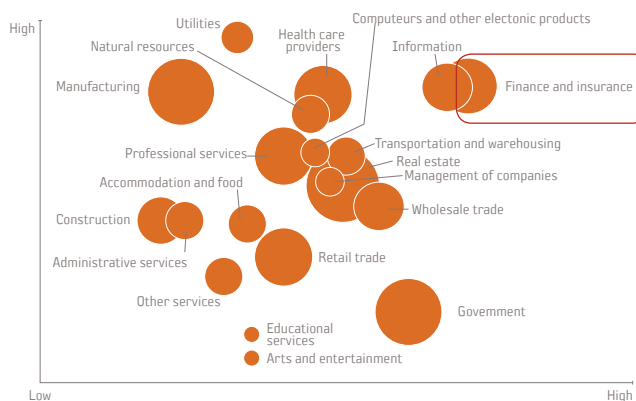 High
Utilities
Computeurs and other electonic products
Natural resources
Health care
providers
Information
Manufacturing
Finance and insurance
Professional services
Transportation and warehousing
Real estate
Management of companies
Accommodation and food
Construction
Wholesale trade
Administrative services
Retail trade
Other services
Government
Educational
services
Arts and entertainment
Low
High